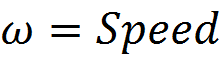 ω = Speed